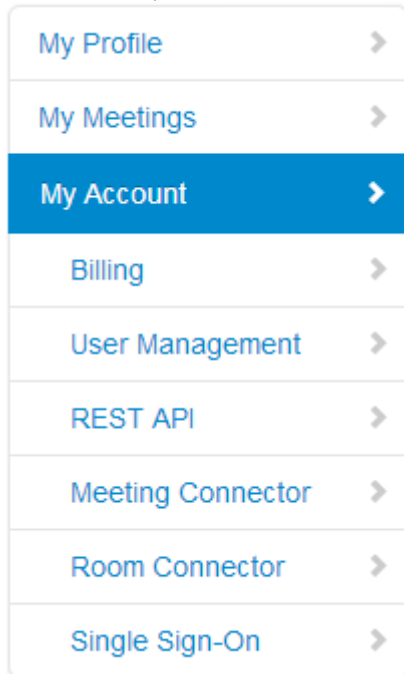 My Profile
My Meetings
My Account
Billing
User Management
REST API
Meeting Connector
Room Connector
Single Sign-On